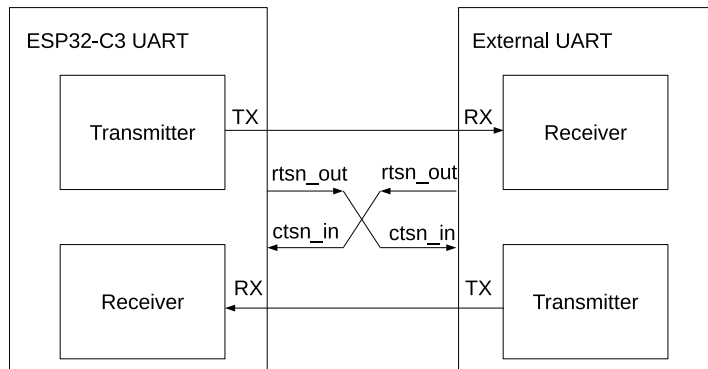 ESP32-C3 UART
External UART
Transmitter
TX
RX
Receiver
rtsn_out
rtsn_out
ctsn_in
ctsn_in
Receiver
RX
TX
Transmitter